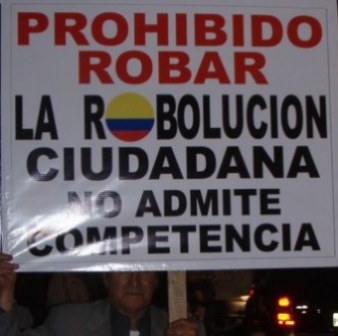 PROHIBIDO
ROBAR
LA ROBOLUCION
CIUDADANA
NO ADMITE
COMPETENCIA